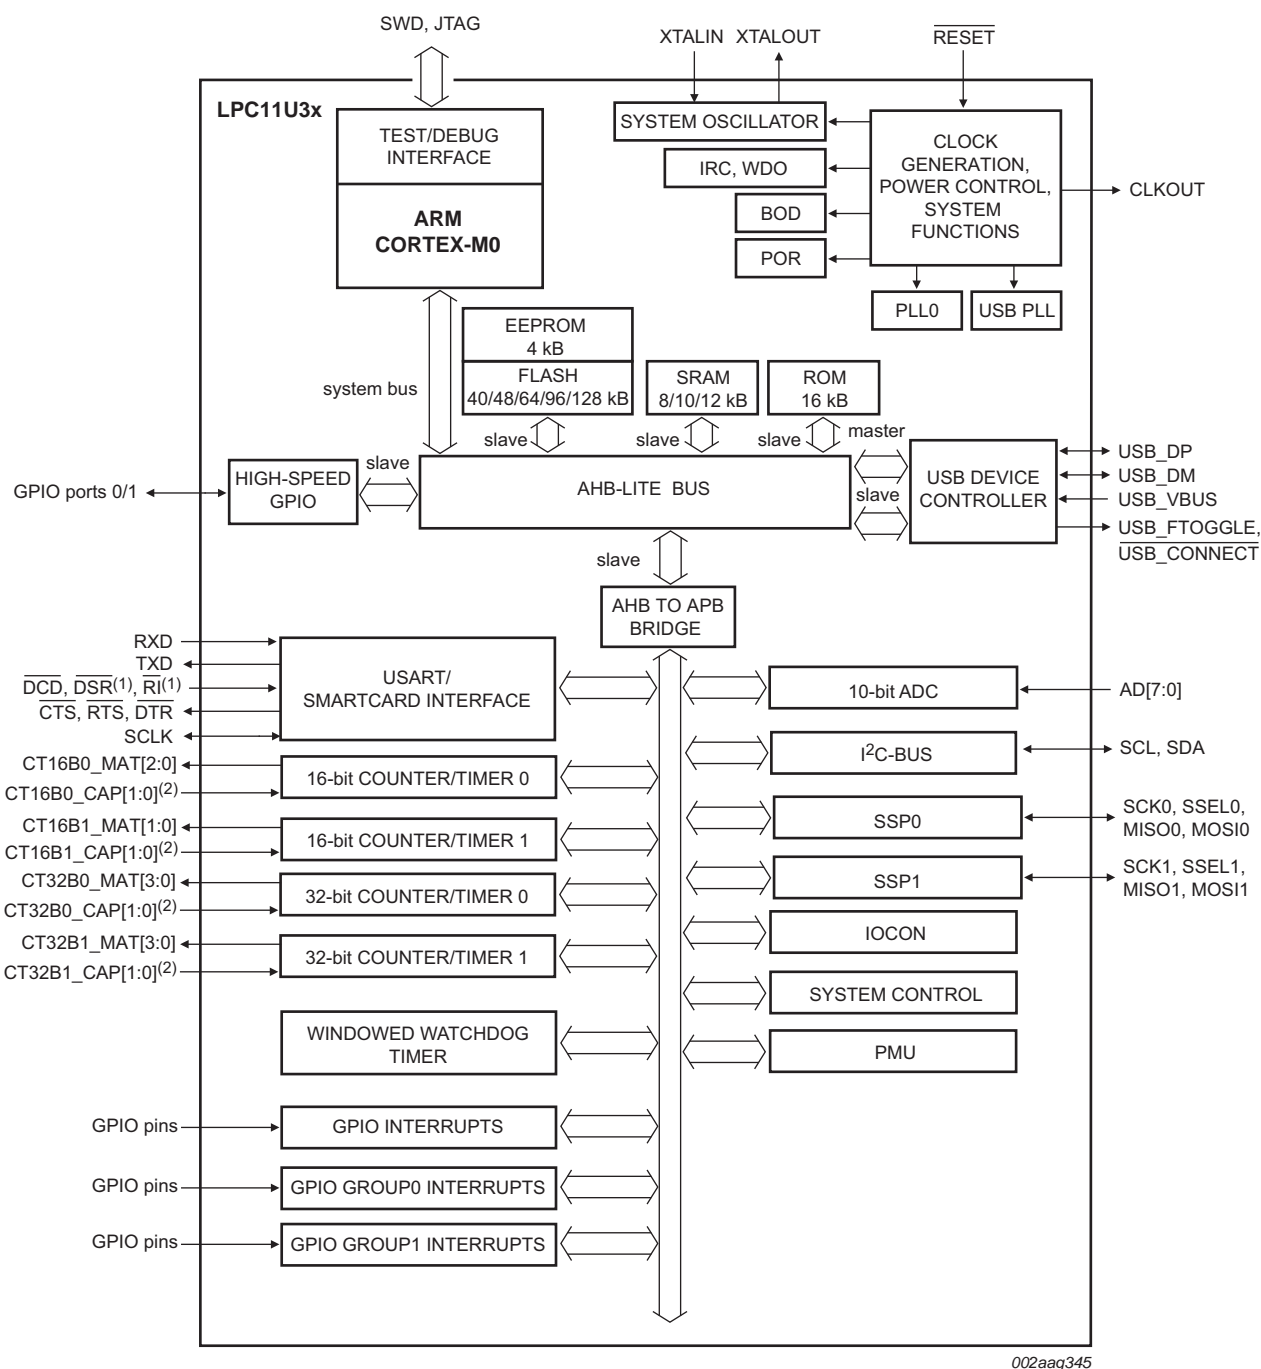 SWD, JTAG
XTALIN XTALOUT
RESET
LPC11U3x
TEST/DEBUG
INTERFACE
ARM
CORTEX-M0
SYSTEM OSCILLATOR
IRC, WDO
BOD
POR
CLOCK
GENERATION,
POWER CONTROL,
SYSTEM
FUNCTIONS
CLKOUT
PLL0
USB PLL
system bus
EEPROM
4 kB
FLASH
40/48/64/96/128 kB
SRAM
8/10/12 kB
ROM
16 kB
slave
slave
slave
master
slave
slave
GPIO ports 0/1
HIGH-SPEED
GPIO
AHB-LITE BUS
USB DEVICE
CONTROLLER
USB_DP
USB_DM
USB_VBUS
USB_FTOGGLE,
USB_CONNECT
slave
AHB TO APB
BRIDGE
RXD
TXD
DCD, DSR(1), RI(1)
CTS, RTS, DTR
SCLK
USART/
SMARTCARD INTERFACE
10-bit ADC
AD[7:0]
I2C-BUS
SCL, SDA
CT16B0_MAT[2:0]
CT16B0_CAP[1:0](2)
16-bit COUNTER/TIMER 0
SSP0
SCK0, SSEL0,
MISO0, MOSI0
CT16B1_MAT[1:0]
CT16B1_CAP[1:0](2)
16-bit COUNTER/TIMER 1
SSP1
SCK1, SSEL1,
MISO1, MOSI1
CT32B0_MAT[3:0]
CT32B0_CAP[1:0](2)
32-bit COUNTER/TIMER 0
IOCON
CT32B1_MAT[3:0]
CT32B1_CAP[1:0](2)
32-bit COUNTER/TIMER 1
SYSTEM CONTROL
WINDOWED WATCHDOG
TIMER
PMU
GPIO pins
GPIO INTERRUPTS
GPIO pins
GPIO GROUP0 INTERRUPTS
GPIO pins
GPIO GROUP1 INTERRUPTS
002aag345